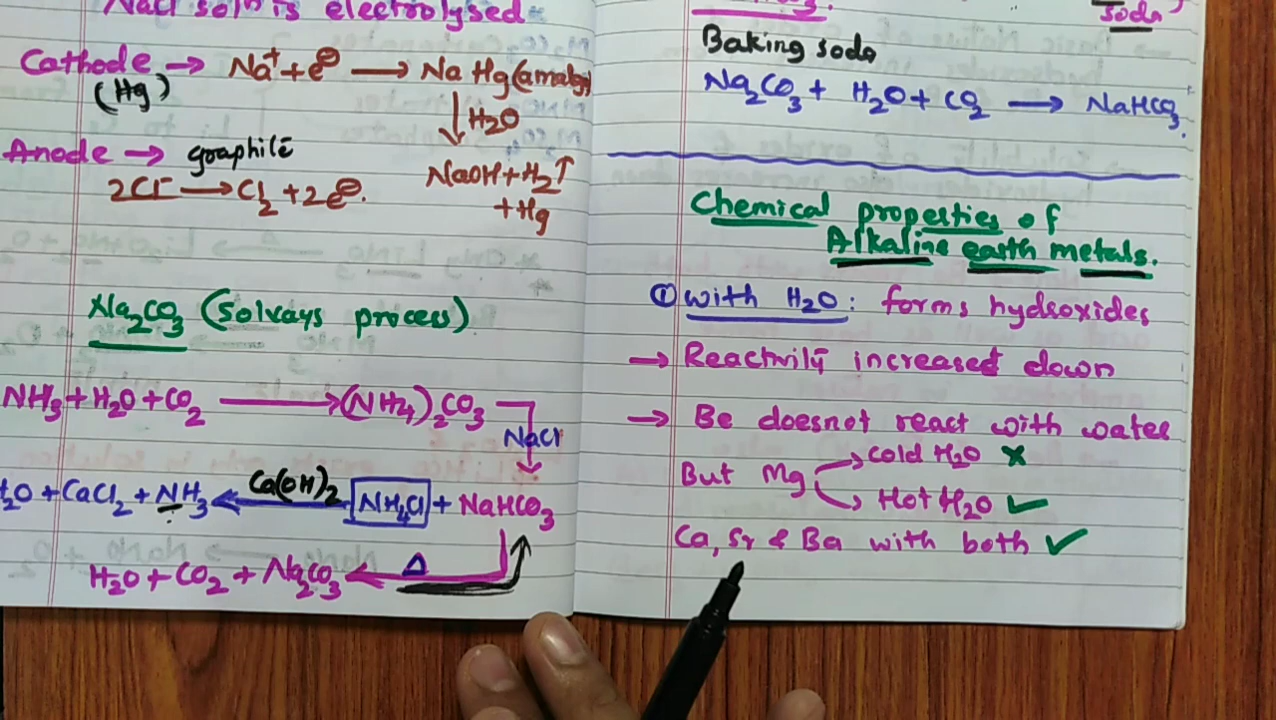 NaCl soln is electrolysed
Cathode → Na⁺ + e⊖ → Na Hg (amalgy)
(Hg)
↓ H₂O
Anode → graphite
NaOH + H₂↑
2Cl⁻ → Cl₂ + 2e⊖.
+ Hg
Na₂CO₃ (Solvays process)
NH₃ + H₂O + CO₂ → (NH₄)₂CO₃
NaCl
₂O + CaCl₂ + NH₃ ← Ca(OH)₂ NH₄Cl + NaHCO₃
H₂O + CO₂ + Na₂CO₃ ← Δ
soda
Baking soda
Na₂CO₃ + H₂O + CO₂ → NaHCO₃.
Chemical properties of
Alkaline earth metals.
① with H₂O : forms hydroxides
→ Reactivity increased down
→ Be doesnot react with water
But Mg → cold H₂O ×
→ Hot H₂O ✓
Ca, Sr & Ba with both ✓